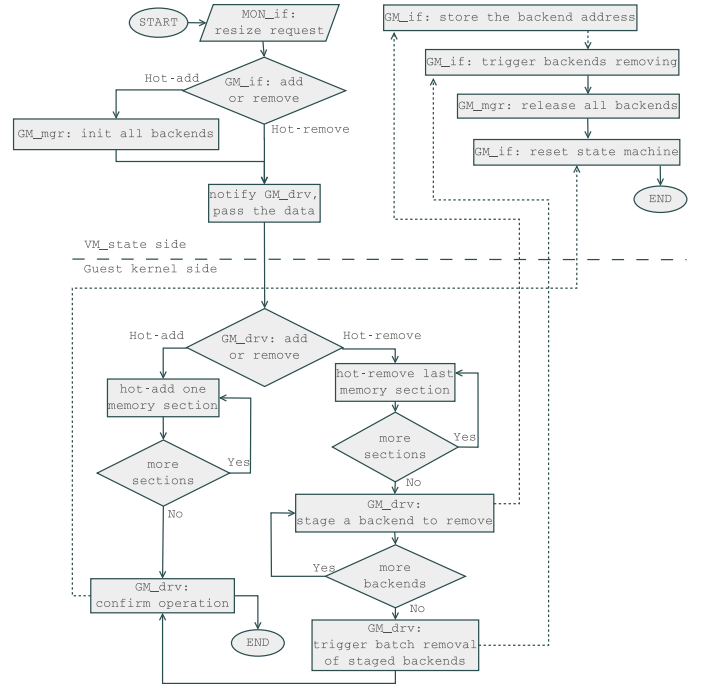 START
MON_if:
resize request
GM_if: add
or remove
Hot-add
Hot-remove
GM_mgr: init all backends
notify GM_drv,
pass the data
GM_if: store the backend address
GM_if: trigger backends removing
GM_mgr: release all backends
GM_if: reset state machine
END
VM_state side
Guest kernel side
GM_drv: add
or remove
Hot-add
Hot-remove
hot-add one
memory section
more
sections
Yes
No
hot-remove last
memory section
more
sections
Yes
No
GM_drv:
stage a backend to remove
more
backends
Yes
No
GM_drv:
trigger batch removal
of staged backends
GM_drv:
confirm operation
END